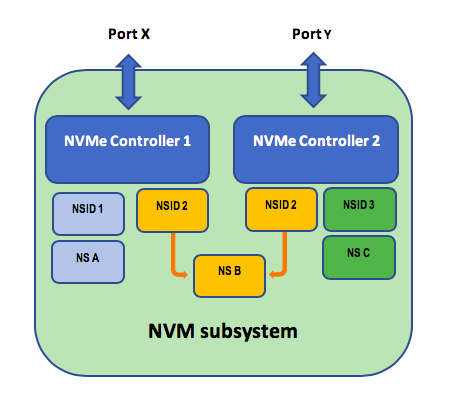 Port X
Port Y
NVMe Controller 1
NVMe Controller 2
NSID 1
NSID 2
NSID 2
NSID 3
NS A
NS B
NS C
NVM subsystem